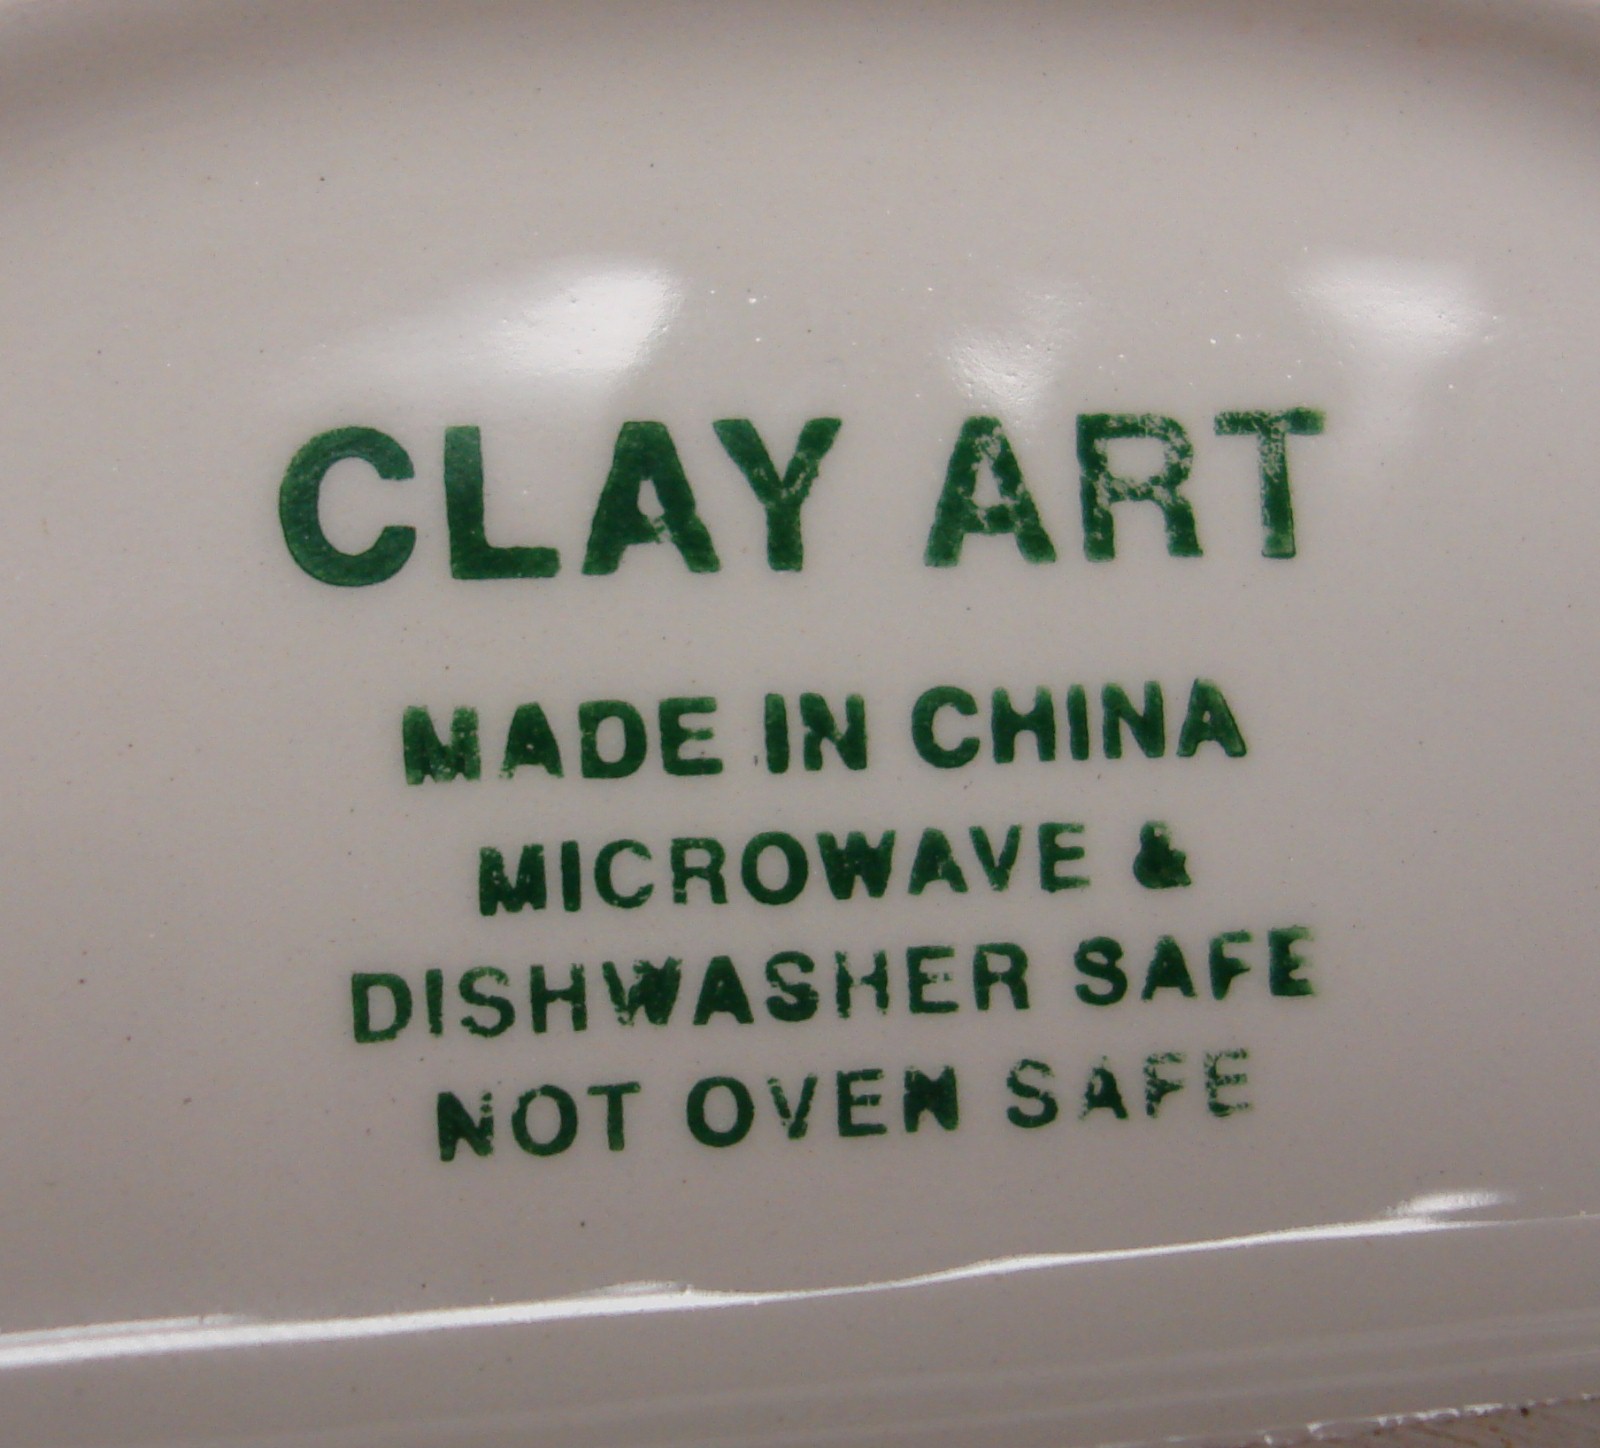 CLAY ART
MADE IN CHINA
MICROWAVE &
DISHWASHER SAFE
NOT OVEN SAFE